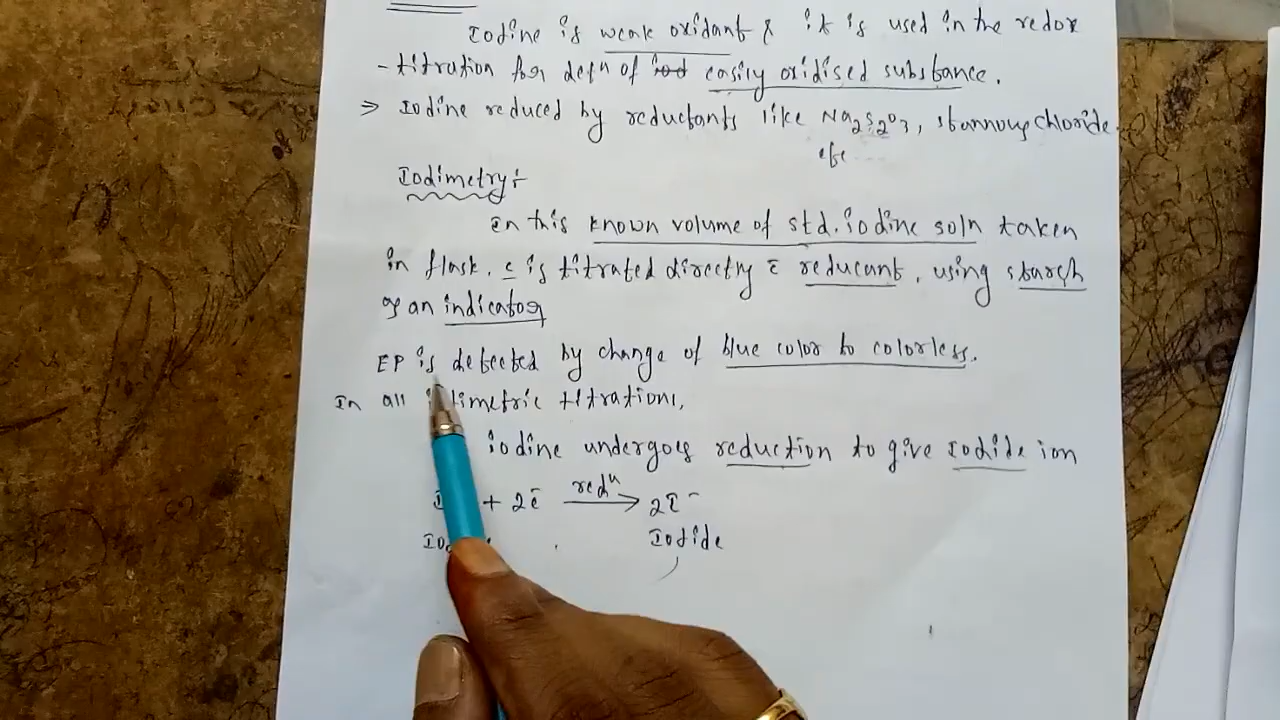 Iodine is weak oxidant & it is used in the redox
- titration for detn of easily oxidised substance.
⇒ Iodine reduced by reductants like Na2S2O3, stannous chloride
etc
Iodimetry:-
In this known volume of std. iodine soln taken
in flask. c is titrated directly c̄ reducant, using starch
as an indicator
EP is detected by change of blue color to colorless.
In all titrations,
iodine undergoes reduction to give Iodide ion
+ 2ē redn → 2I⁻
Iodide